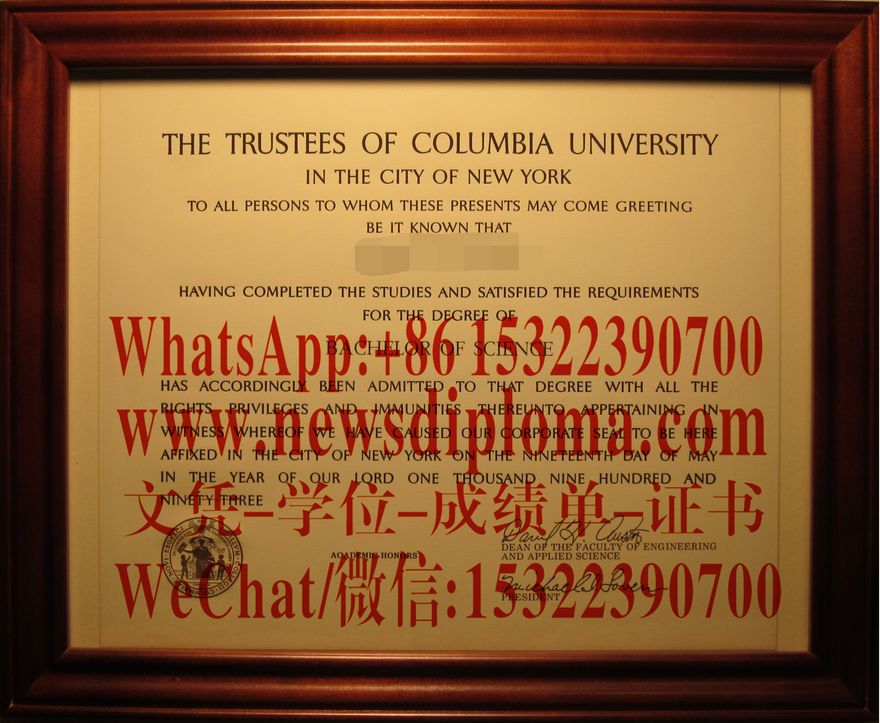 THE TRUSTEES OF COLUMBIA UNIVERSITY
IN THE CITY OF NEW YORK
TO ALL PERSONS TO WHOM THESE PRESENTS MAY COME GREETING
BE IT KNOWN THAT
HAVING COMPLETED THE STUDIES AND SATISFIED THE REQUIREMENTS
FOR THE DEGREE OF
WhatsApp:+86 15322390700
BACHELOR OF SCIENCE
HAS ACCORDINGLY BEEN ADMITTED TO THAT DEGREE WITH ALL THE
RIGHTS PRIVILEGES AND IMMUNITIES THEREUNTO APPERTAINING IN
www.newsdiploma.com
WITNESS WHEREOF WE HAVE CAUSED OUR CORPORATE SEAL TO BE HERE
AFFIXED IN THE CITY OF NEW YORK ON THE NINETEENTH DAY OF MAY
IN THE YEAR OF OUR LORD ONE THOUSAND NINE HUNDRED AND
NINETY-THREE
文凭–学位–成绩单–证书
ACADEMIC HONORS
DEAN OF THE FACULTY OF ENGINEERING
AND APPLIED SCIENCE
WeChat/微信:15322390700
PRESIDENT